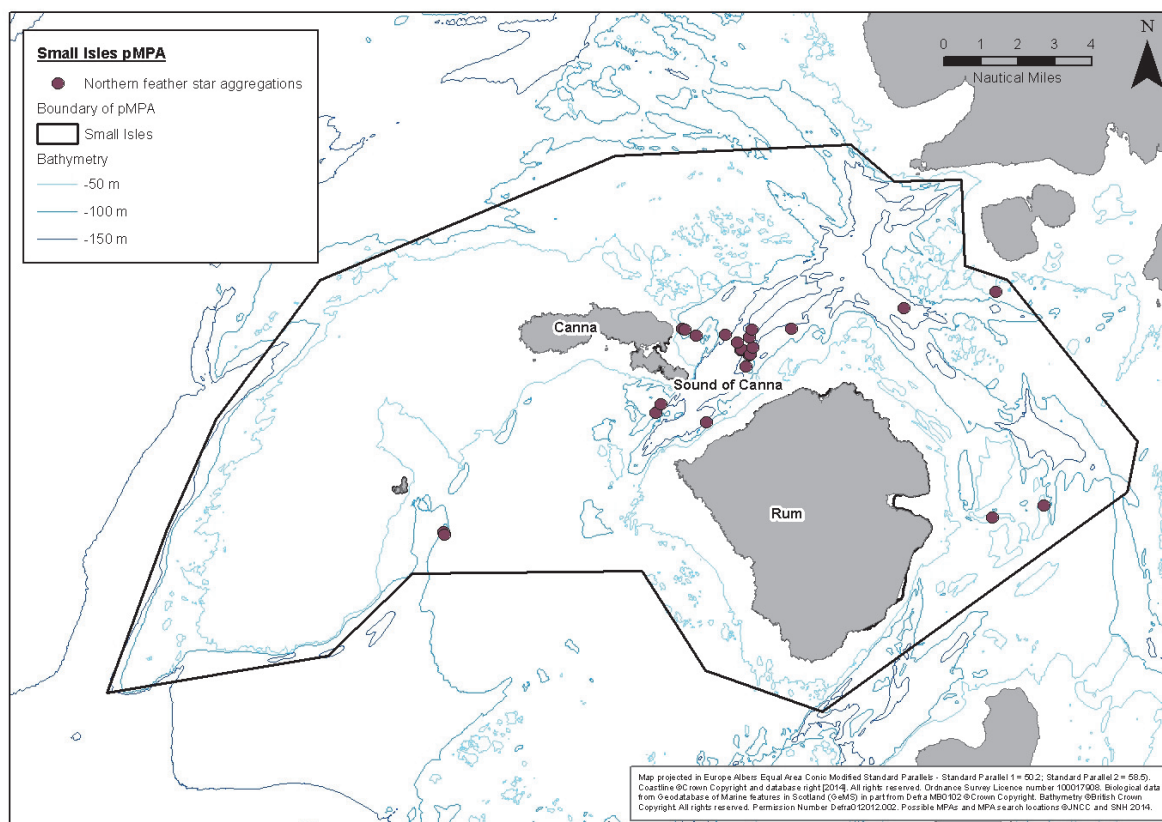 Small Isles pMPA
Northern feather star aggregations
Boundary of pMPA
Small Isles
Bathymetry
-50 m
-100 m
-150 m
N
0 1 2 3 4
Nautical Miles
Canna
Sound of Canna
Rum
Map projected in Europe Albers Equal Area Conic Modified Standard Parallels - Standard Parallel 1 = 50.2; Standard Parallel 2 = 58.5).
Coastline ©Crown Copyright and database right [2014]. All rights reserved. Ordnance Survey Licence number 100017908. Biological data
from Geodatabase of Marine features in Scotland (GeMS) in part from Defra MB0102 ©Crown Copyright. Bathymetry ©British Crown
Copyright All rights reserved. Permission Number Defra012012.002. Possible MPAs and MPA search locations ©JNCC and SNH 2014.